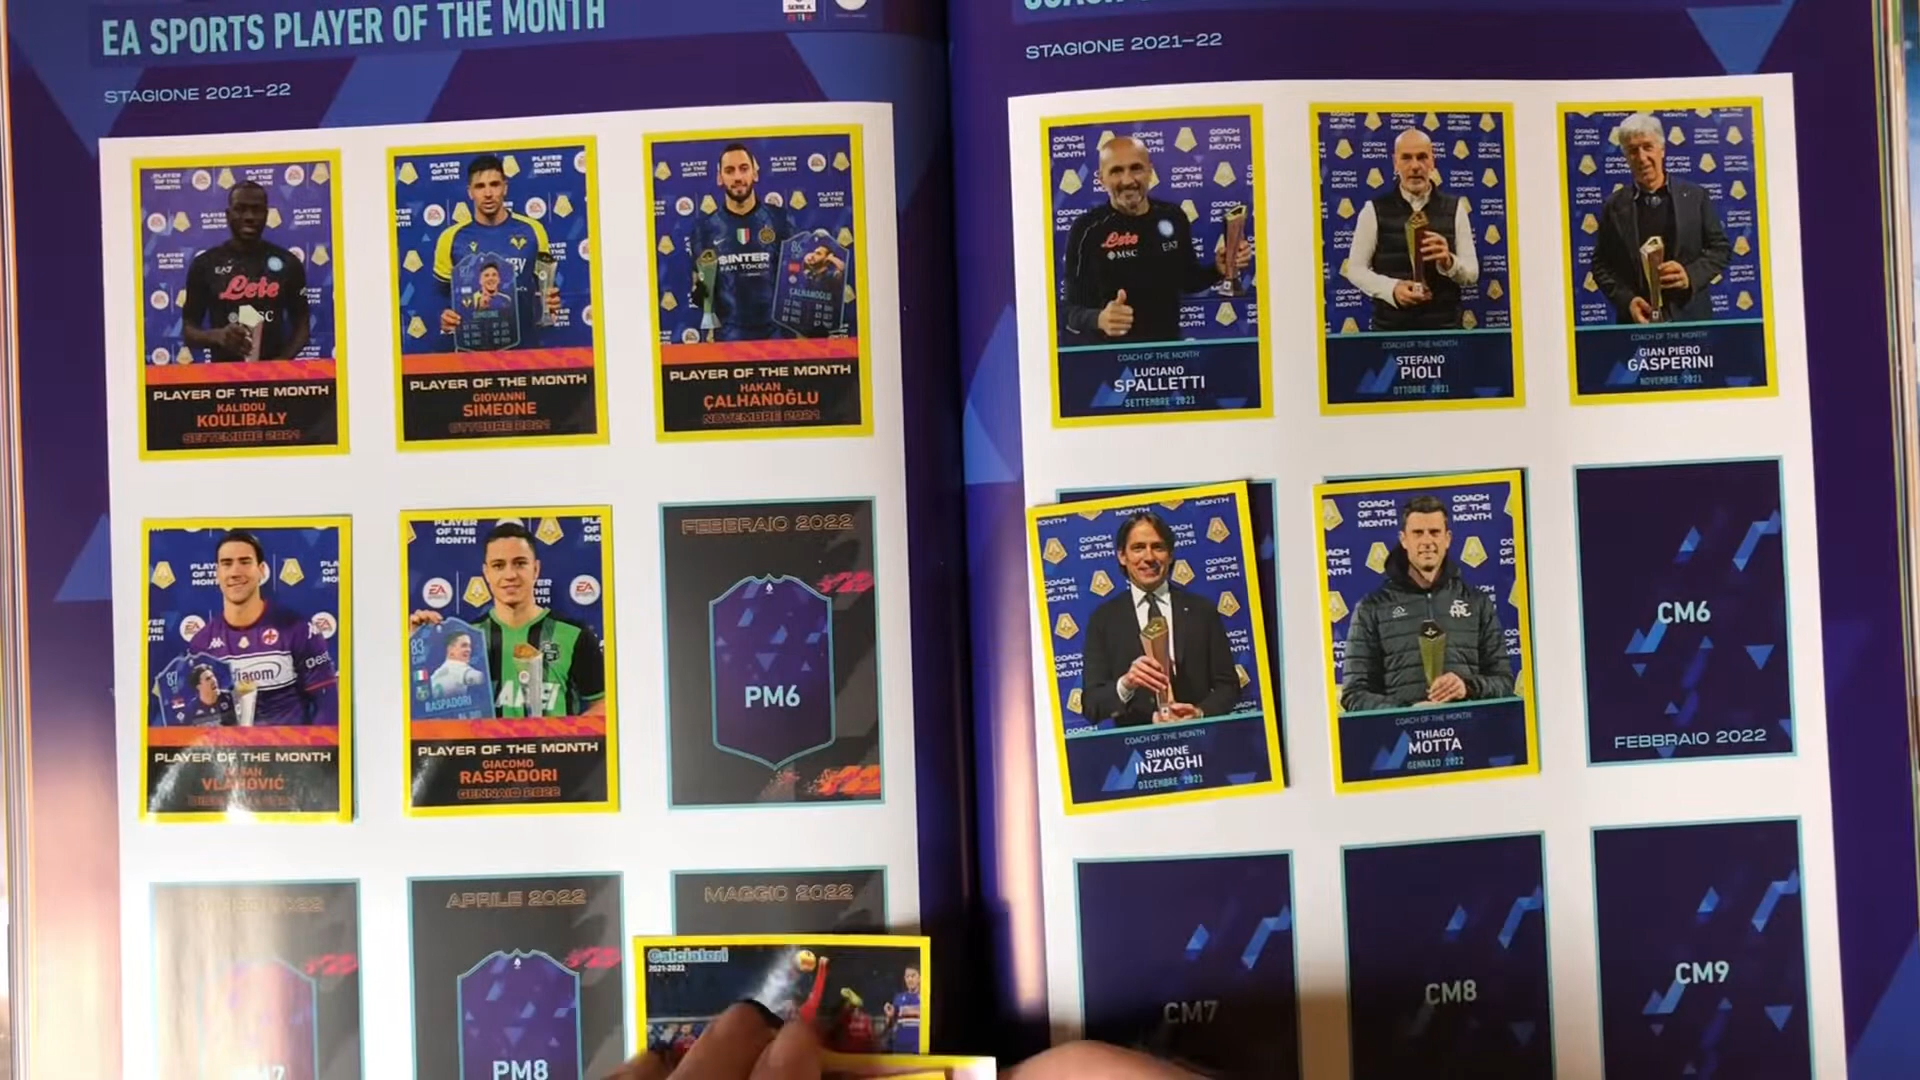 EA SPORTS PLAYER OF THE MONTH
STAGIONE 2021-22
PLAYER OF THE MONTH
KALIDOU
KOULIBALY
SETTEMBRE 2021
PLAYER OF THE MONTH
GIOVANNI
SIMEONE
OTTOBRE 2021
PLAYER OF THE MONTH
HAKAN
ÇALHANOĞLU
NOVEMBRE 2021
PLAYER OF THE MONTH
VLAHOVIĆ
PLAYER OF THE MONTH
GIACOMO
RASPADORI
GENNAIO 2022
FEBBRAIO 2022
PM6
APRILE 2022
PM8
MAGGIO 2022
Calciatori
2021-2022
STAGIONE 2021-22
COACH OF THE MONTH
LUCIANO
SPALLETTI
SETTEMBRE 2021
COACH OF THE MONTH
STEFANO
PIOLI
OTTOBRE 2021
COACH OF THE MONTH
GIAN PIERO
GASPERINI
NOVEMBRE 2021
COACH OF THE MONTH
SIMONE
INZAGHI
DICEMBRE 2021
COACH OF THE MONTH
THIAGO
MOTTA
GENNAIO 2022
CM6
FEBBRAIO 2022
CM7
CM8
CM9